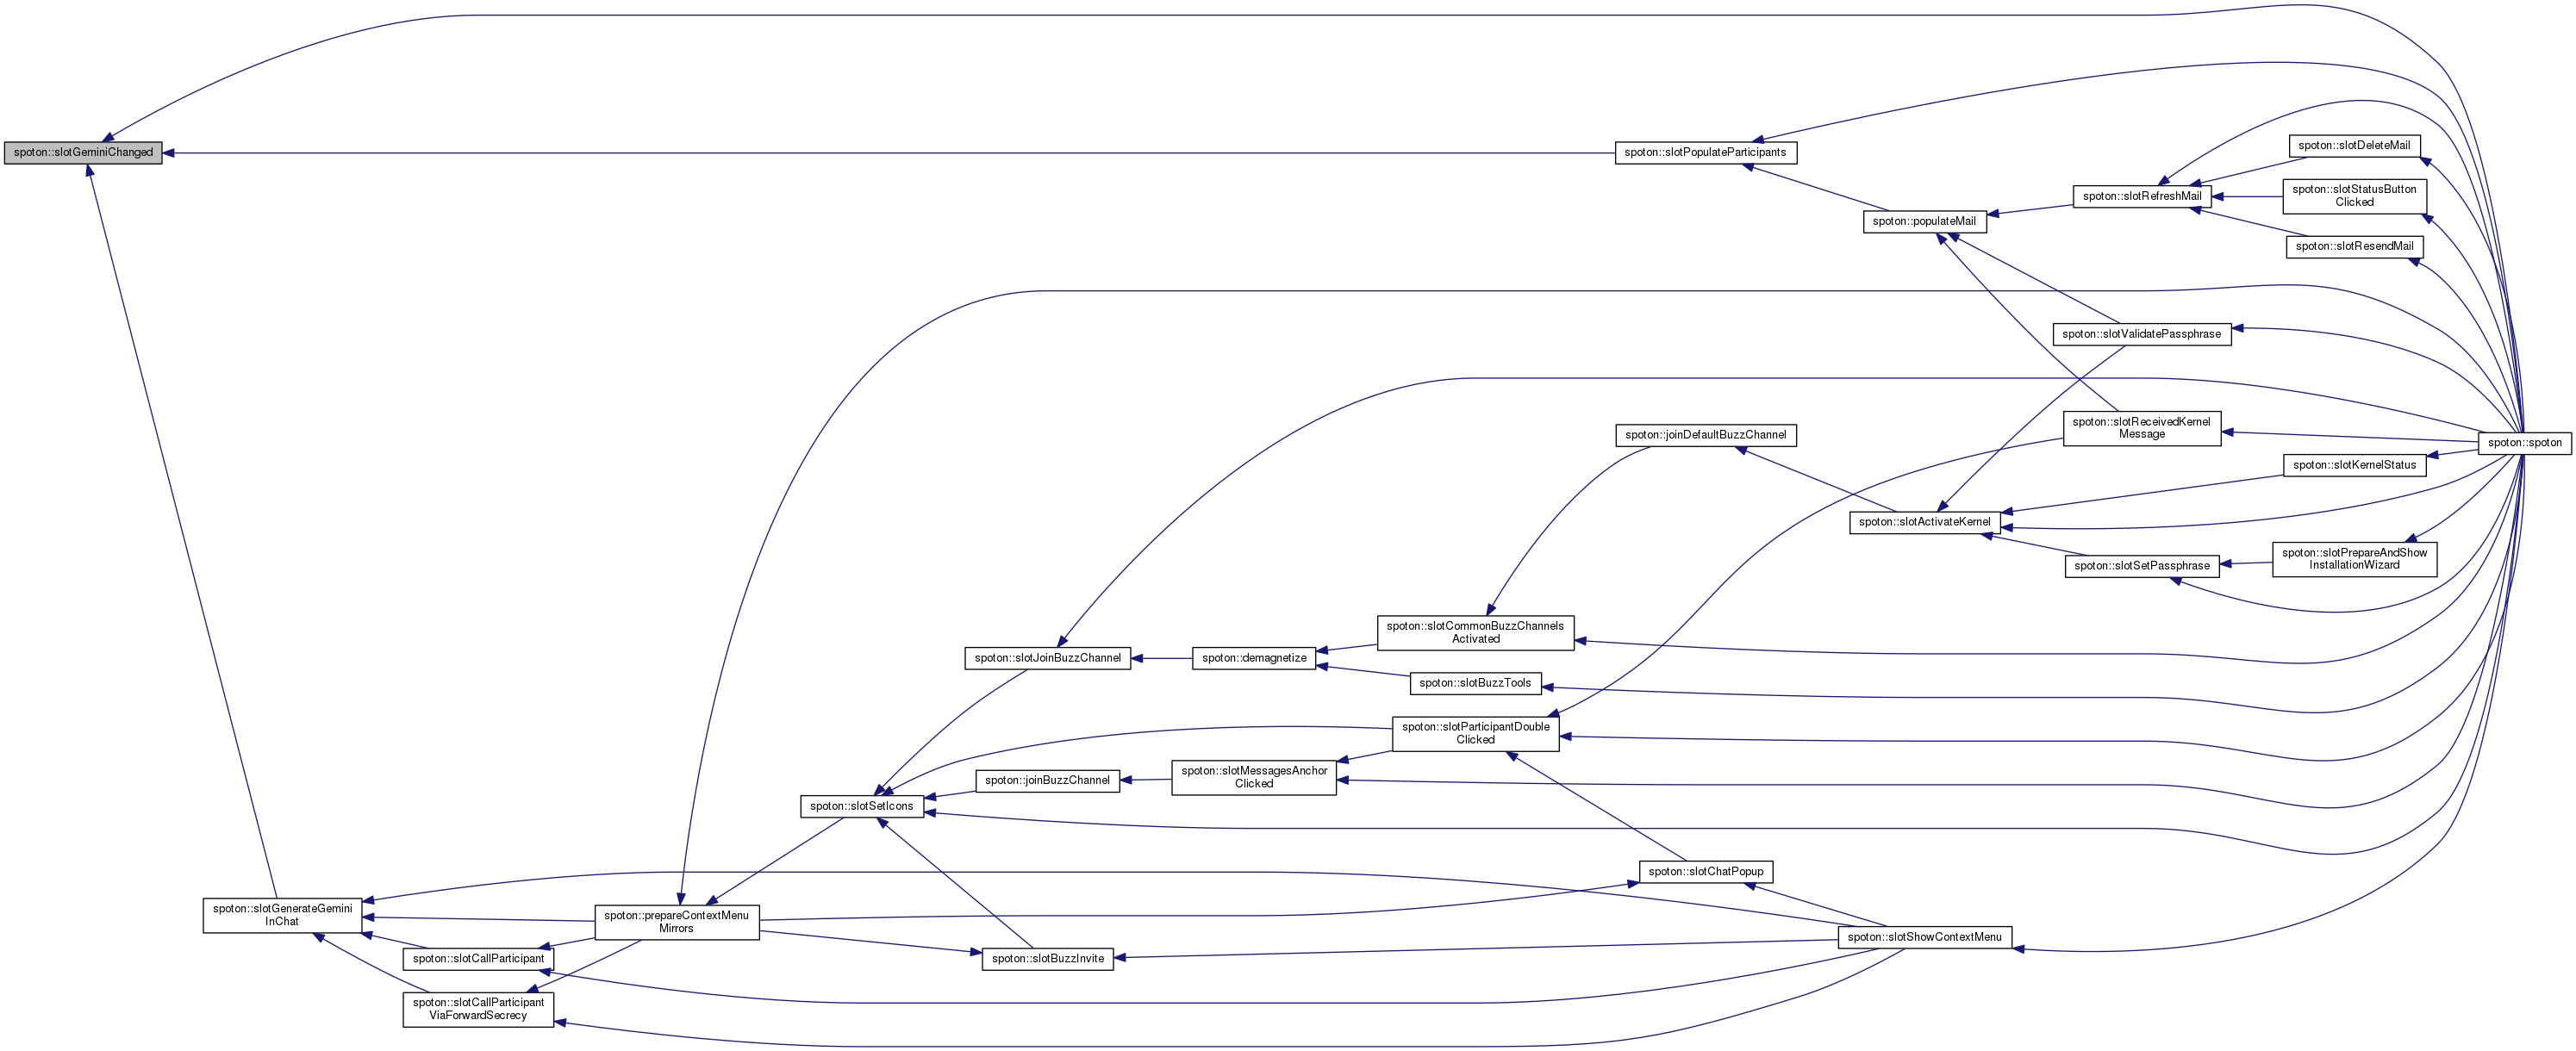 spoton::slotGeminiChanged
spoton::slotPopulateParticipants
spoton::slotDeleteMail
spoton::slotRefreshMail
spoton::slotStatusButton
Clicked
spoton::populateMail
spoton::slotResendMail
spoton::slotValidatePassphrase
spoton::slotReceivedKernel
Message
spoton::joinDefaultBuzzChannel
spoton::spoton
spoton::slotKernelStatus
spoton::slotActivateKernel
spoton::slotPrepareAndShow
InstallationWizard
spoton::slotSetPassphrase
spoton::slotCommonBuzzChannels
Activated
spoton::slotJoinBuzzChannel
spoton::demagnetize
spoton::slotBuzzTools
spoton::slotParticipantDouble
Clicked
spoton::slotMessagesAnchor
Clicked
spoton::joinBuzzChannel
spoton::slotSetIcons
spoton::slotChatPopup
spoton::slotGenerateGemini
InChat
spoton::prepareContextMenu
Mirrors
spoton::slotShowContextMenu
spoton::slotCallParticipant
spoton::slotBuzzInvite
spoton::slotCallParticipant
ViaForwardSecrecy